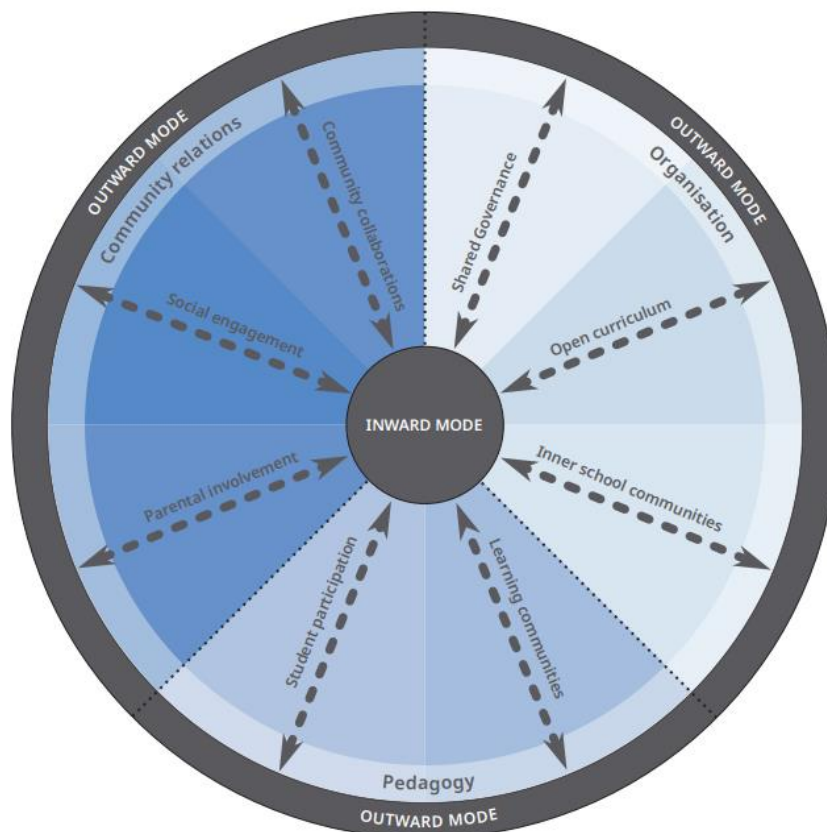 OUTWARD MODE
Community relations
Community collaborations
Social engagement
Parental involvement
OUTWARD MODE
Organisation
Shared Governance
Open curriculum
Inner school communities
INWARD MODE
Student participation
Learning communities
Pedagogy
OUTWARD MODE